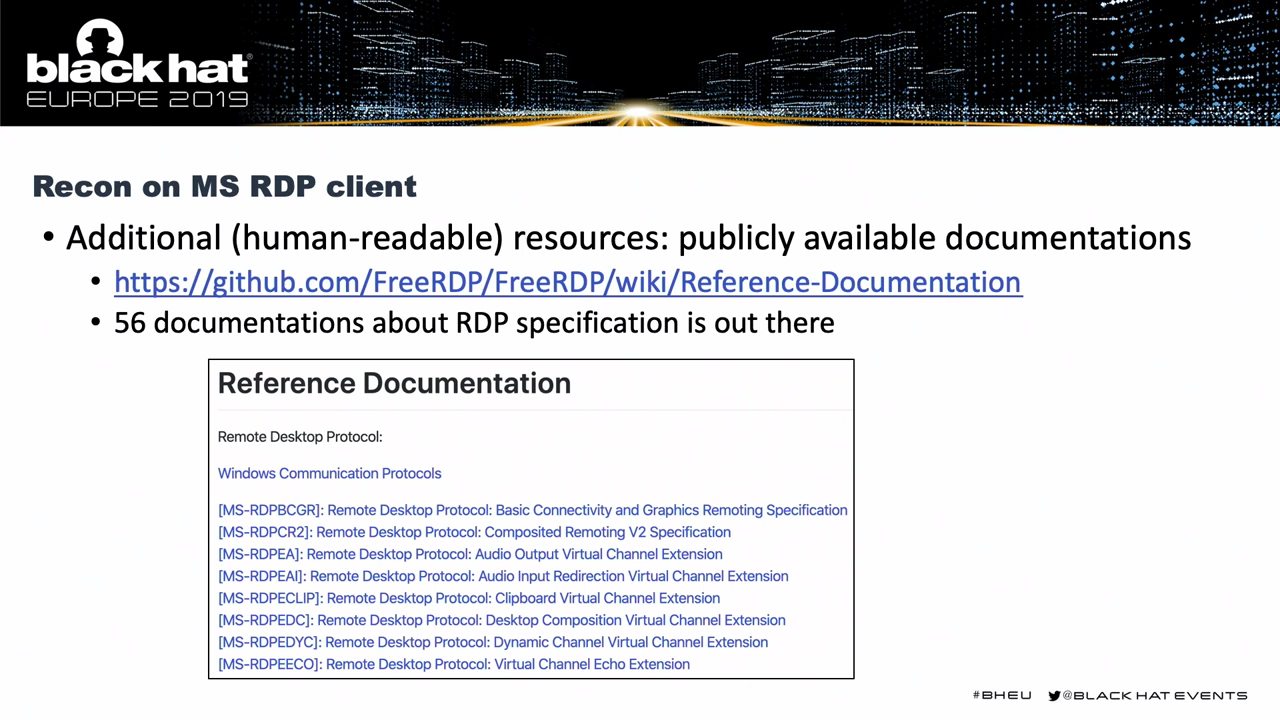 black hat
EUROPE 2019
Recon on MS RDP client
• Additional (human-readable) resources: publicly available documentations
• https://github.com/FreeRDP/FreeRDP/wiki/Reference-Documentation
• 56 documentations about RDP specification is out there
Reference Documentation
Remote Desktop Protocol:
Windows Communication Protocols
[MS-RDPBCGR]: Remote Desktop Protocol: Basic Connectivity and Graphics Remoting Specification
[MS-RDPCR2]: Remote Desktop Protocol: Composited Remoting V2 Specification
[MS-RDPEA]: Remote Desktop Protocol: Audio Output Virtual Channel Extension
[MS-RDPEAI]: Remote Desktop Protocol: Audio Input Redirection Virtual Channel Extension
[MS-RDPECLIP]: Remote Desktop Protocol: Clipboard Virtual Channel Extension
[MS-RDPEDC]: Remote Desktop Protocol: Desktop Composition Virtual Channel Extension
[MS-RDPEDYC]: Remote Desktop Protocol: Dynamic Channel Virtual Channel Extension
[MS-RDPEECO]: Remote Desktop Protocol: Virtual Channel Echo Extension
#BHEU @BLACK HAT EVENTS